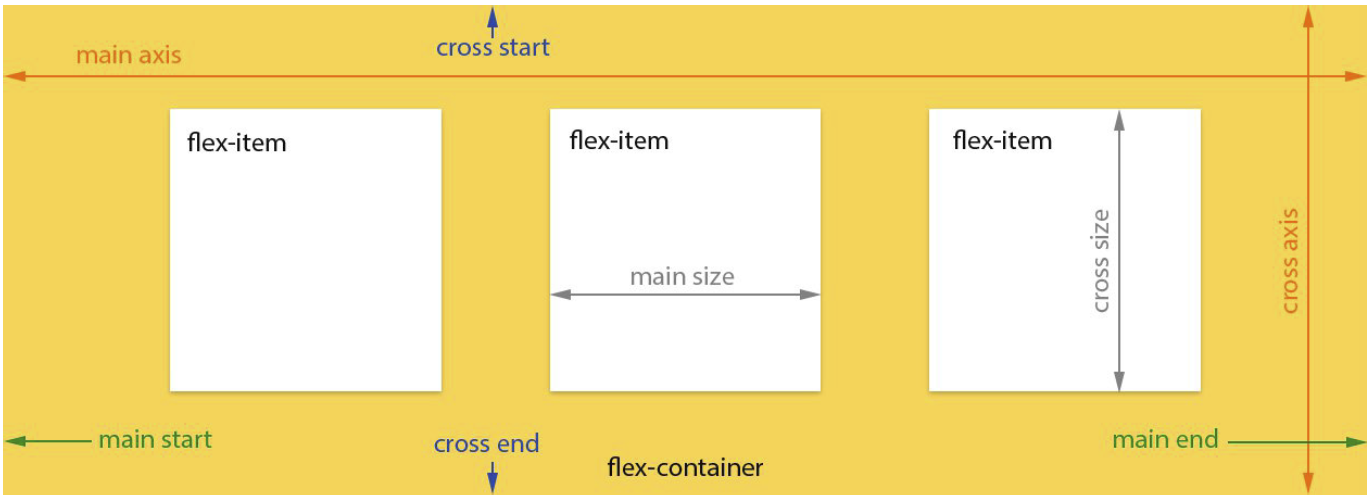 cross start
main axis
flex-item
flex-item
flex-item
main size
cross size
cross axis
main start
cross end
main end
flex-container